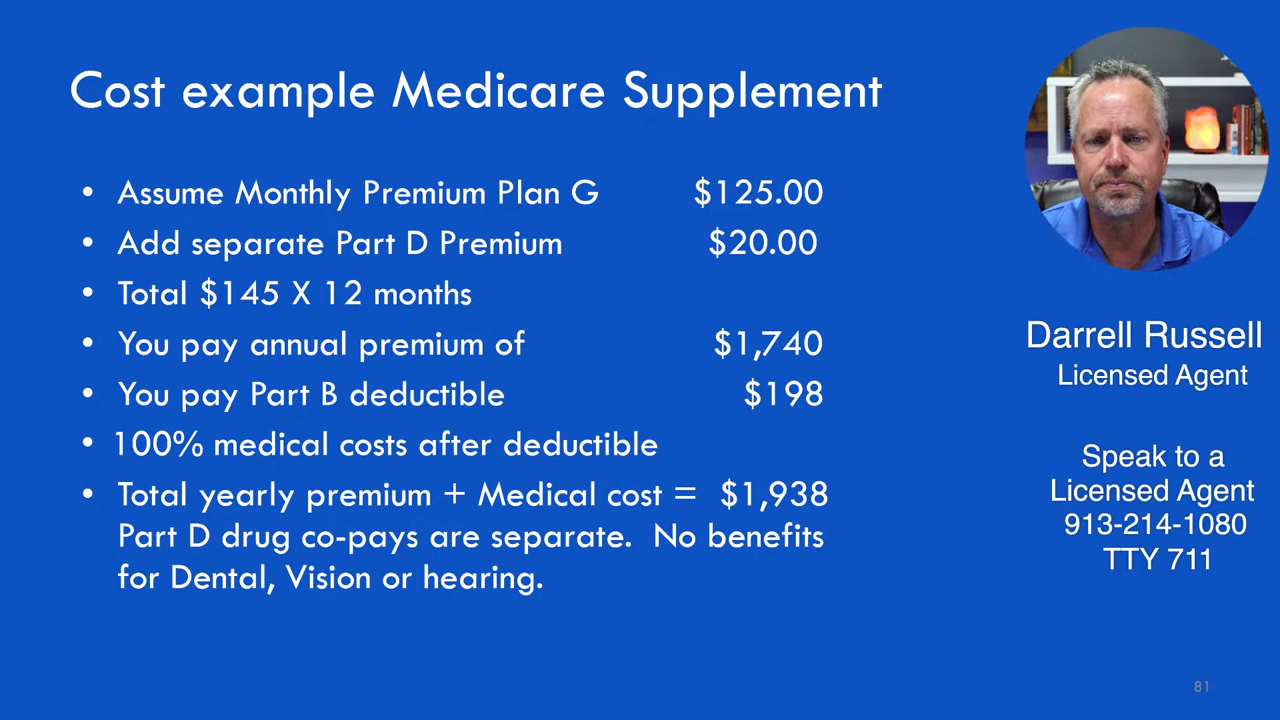 Cost example Medicare Supplement
• Assume Monthly Premium Plan G $125.00
• Add separate Part D Premium $20.00
• Total $145 X 12 months
• You pay annual premium of $1,740
• You pay Part B deductible $198
• 100% medical costs after deductible
• Total yearly premium + Medical cost = $1,938
Part D drug co-pays are separate. No benefits
for Dental, Vision or hearing.
Darrell Russell
Licensed Agent
Speak to a
Licensed Agent
913-214-1080
TTY 711
81